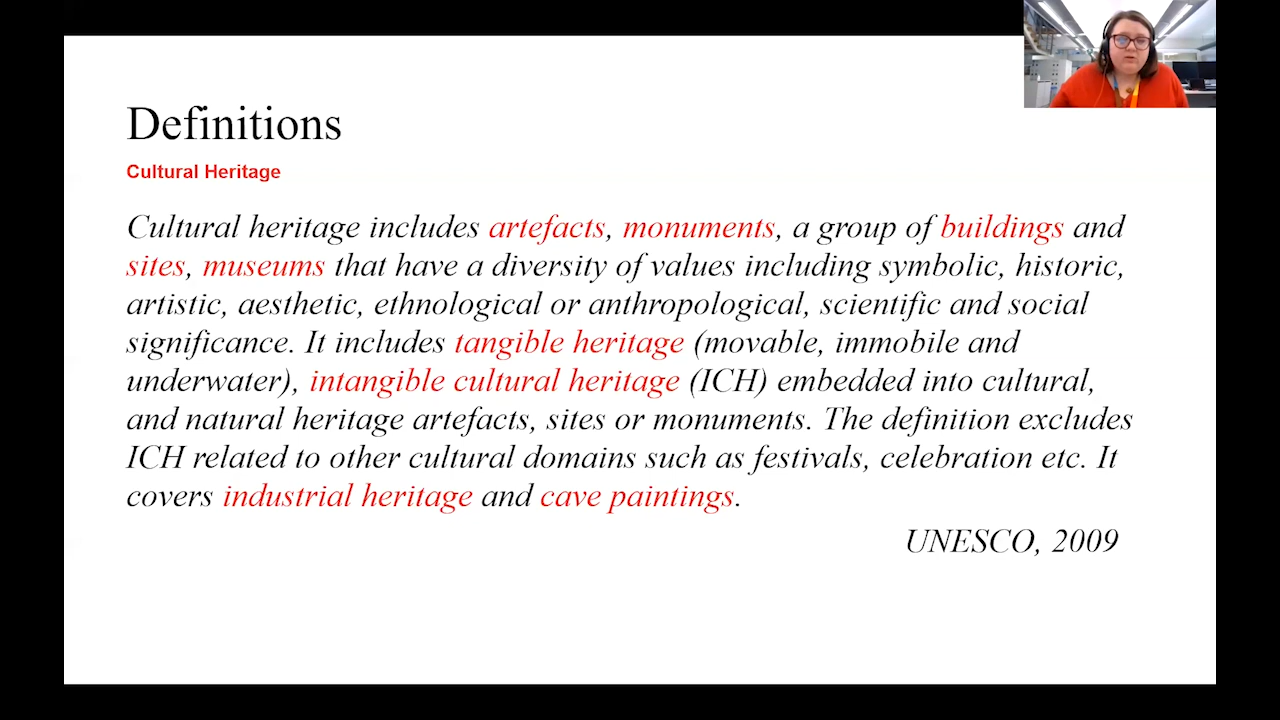 Definitions
Cultural Heritage
Cultural heritage includes artefacts, monuments, a group of buildings and
sites, museums that have a diversity of values including symbolic, historic,
artistic, aesthetic, ethnological or anthropological, scientific and social
significance. It includes tangible heritage (movable, immobile and
underwater), intangible cultural heritage (ICH) embedded into cultural,
and natural heritage artefacts, sites or monuments. The definition excludes
ICH related to other cultural domains such as festivals, celebration etc. It
covers industrial heritage and cave paintings.
UNESCO, 2009